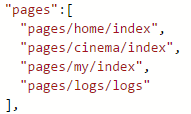 "pages":[
"pages/home/index",
"pages/cinema/index",
"pages/my/index",
"pages/logs/logs"
],